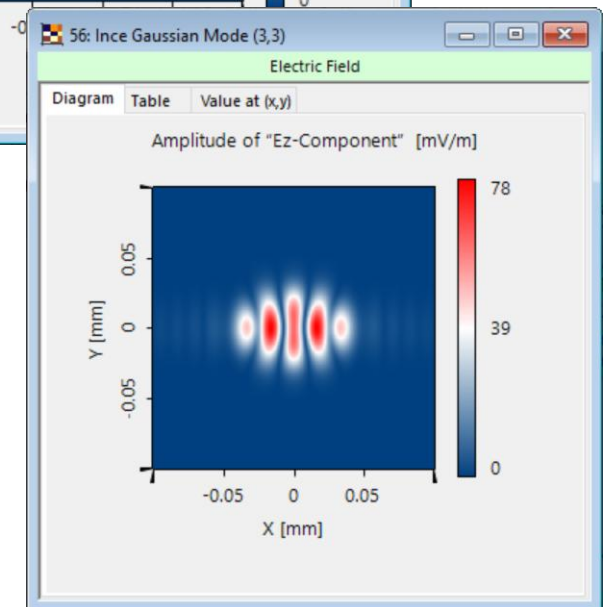 -0
0
56: Ince Gaussian Mode (3,3)
Electric Field
Diagram Table Value at (x,y)
Amplitude of "Ez-Component" [mV/m]
78
0.05
Y [mm] 0 39
-0.05
0
-0.05 0 0.05
X [mm]